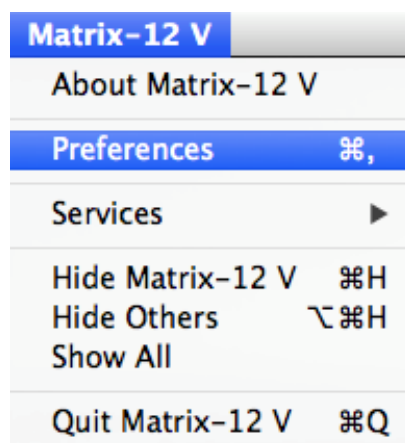 Matrix-12 V
About Matrix-12 V
Preferences ⌘,
Services ▶
Hide Matrix-12 V ⌘H
Hide Others ⌥⌘H
Show All
Quit Matrix-12 V ⌘Q